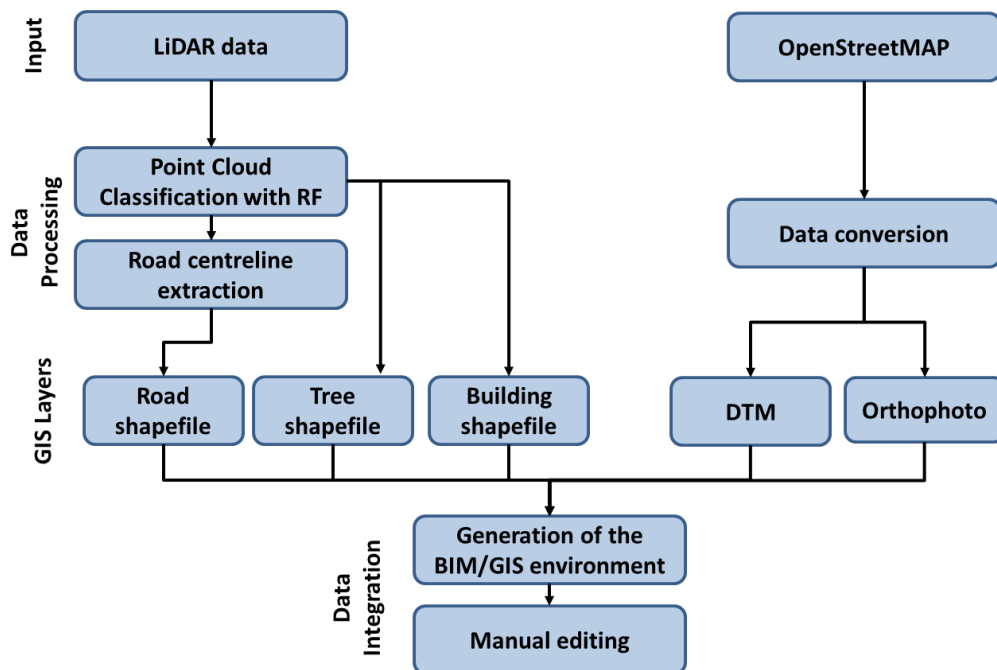 Input
LiDAR data
OpenStreetMAP
Data
Processing
Point Cloud
Classification with RF
Road centreline
extraction
Data conversion
GIS Layers
Road
shapefile
Tree
shapefile
Building
shapefile
DTM
Orthophoto
Data
Integration
Generation of the
BIM/GIS environment
Manual editing